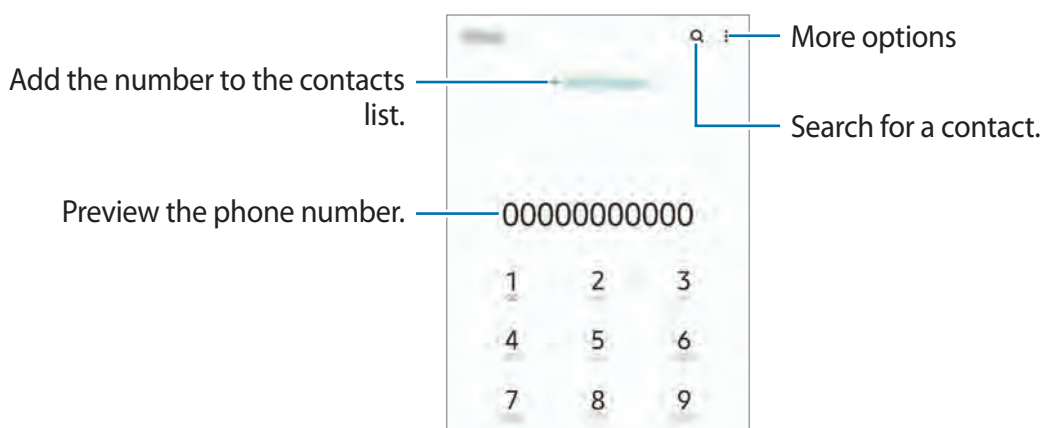 More options
Add the number to the contacts
list.
Search for a contact.
Preview the phone number.
00000000000
1 2 3
4 5 6
7 8 9